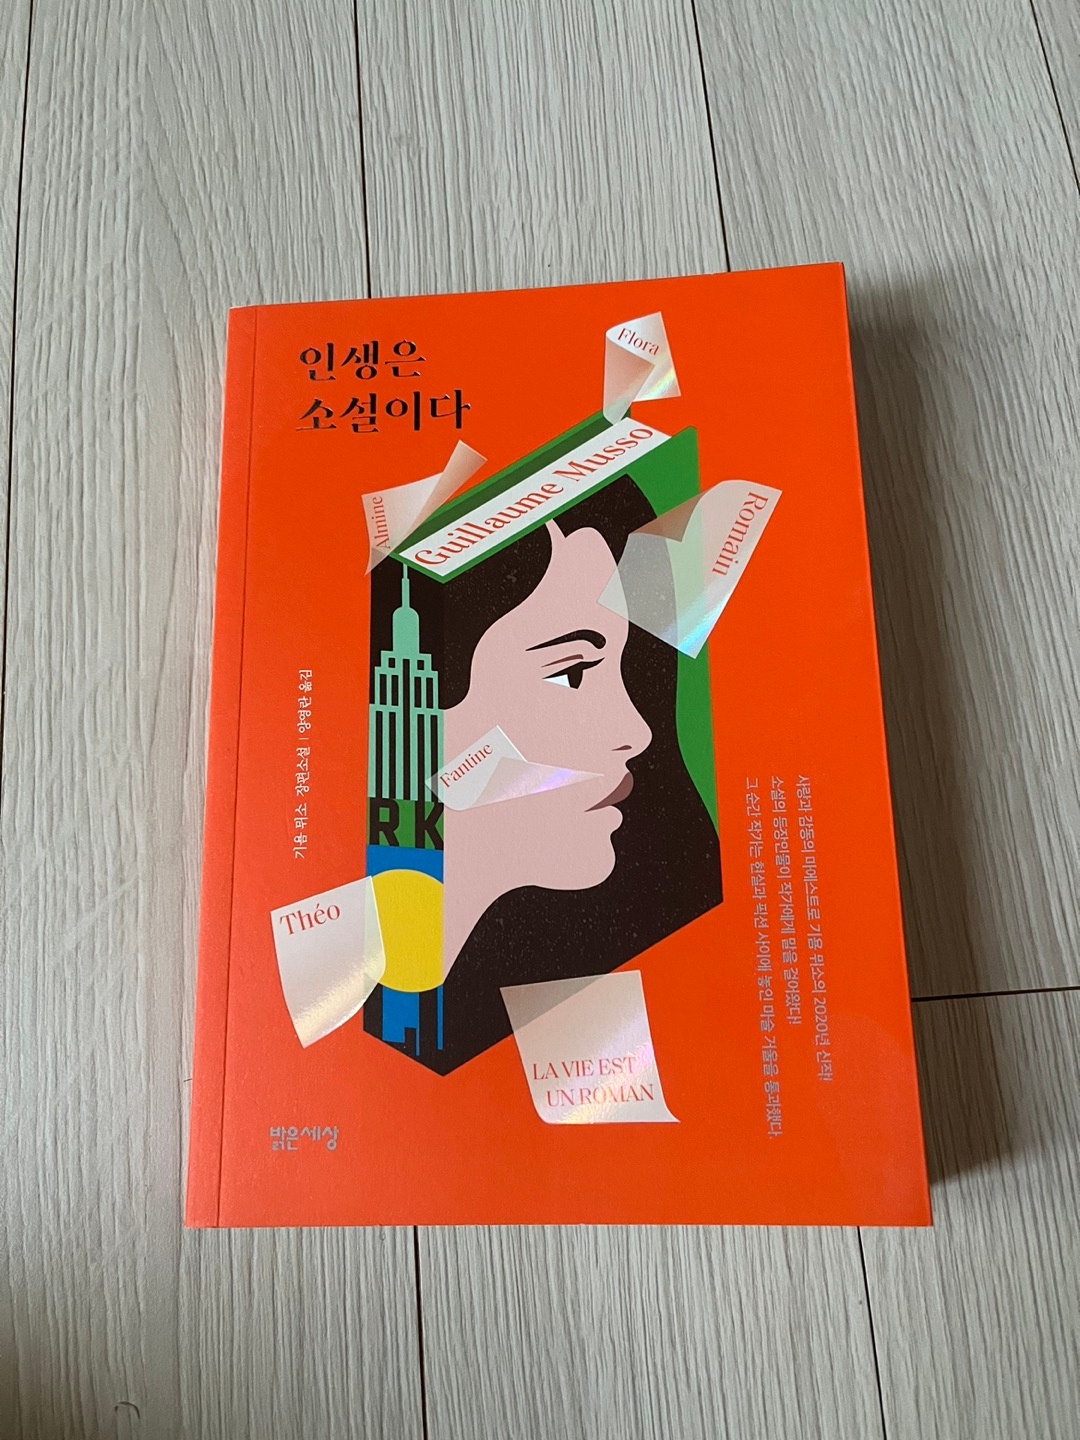 인생은
소설이다
Flora
Guillaume Musso
Almine
Romain
Fantine
RK
Théo
LA VIE EST
UN ROMAN
기욤 뮈소 장편소설 | 양영란 옮김
사랑과 감동의 마에스트로 기욤 뮈소의 2020년 신작!
소설의 등장인물이 작가에게 말을 걸어왔다!
그 순간 작가는 현실과 픽션 사이에 놓인 마술 거울을 통과했다.
밝은세상